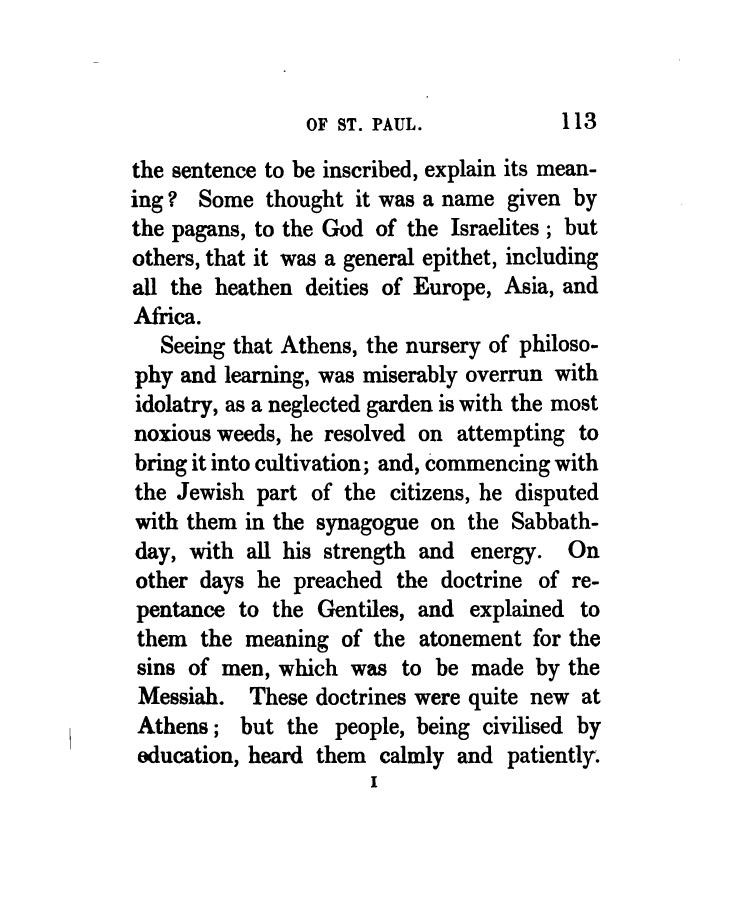 OF ST. PAUL. 113
the sentence to be inscribed, explain its mean-
ing? Some thought it was a name given by
the pagans, to the God of the Israelites; but
others, that it was a general epithet, including
all the heathen deities of Europe, Asia, and
Africa.
Seeing that Athens, the nursery of philoso-
phy and learning, was miserably overrun with
idolatry, as a neglected garden is with the most
noxious weeds, he resolved on attempting to
bring it into cultivation; and, commencing with
the Jewish part of the citizens, he disputed
with them in the synagogue on the Sabbath-
day, with all his strength and energy. On
other days he preached the doctrine of re-
pentance to the Gentiles, and explained to
them the meaning of the atonement for the
sins of men, which was to be made by the
Messiah. These doctrines were quite new at
Athens; but the people, being civilised by
education, heard them calmly and patiently.
I